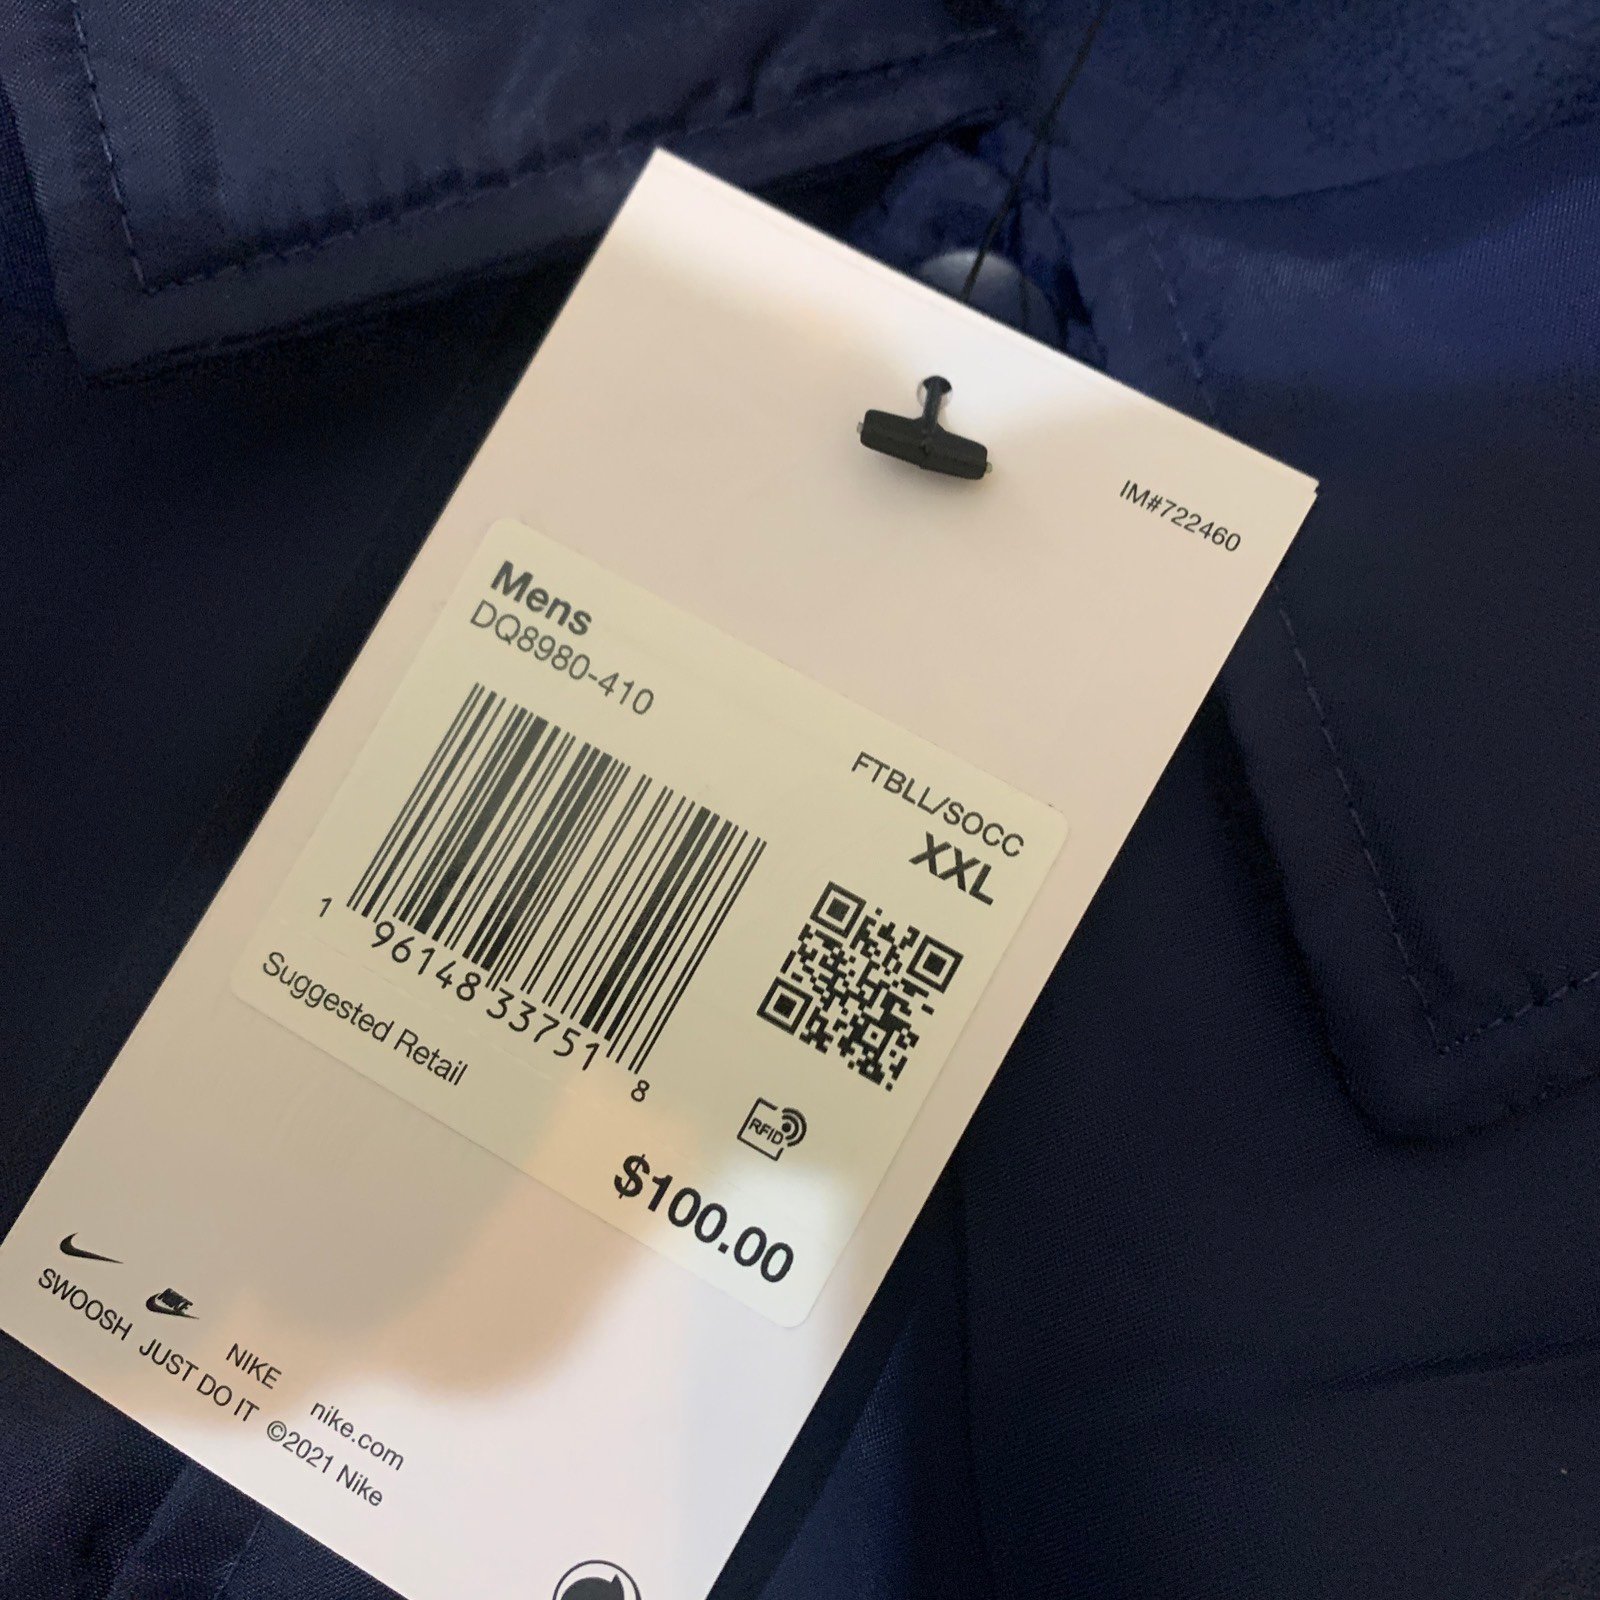 IM#722460
Mens
DQ8980-410
FTBLL/SOCC
XXL
1 96148 33751 8
Suggested Retail
RFID
$100.00
NIKE
NIKE nike.com
SWOOSH JUST DO IT ©2021 Nike